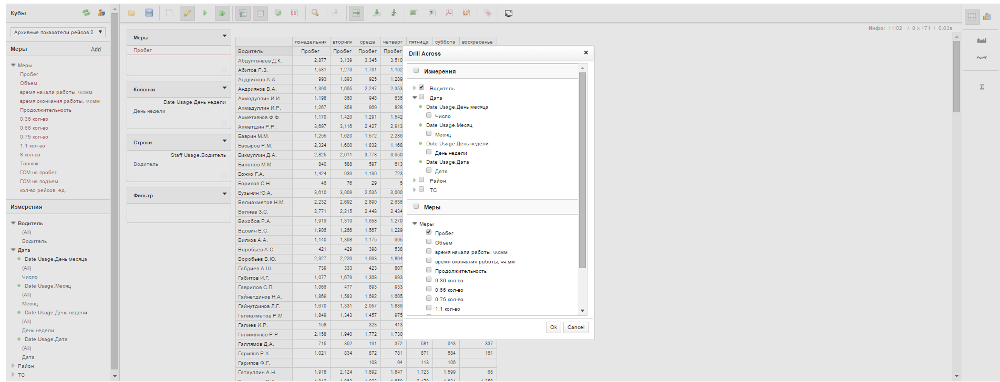 Кубы
Архивные показатели рейсов 2
Меры Add
Меры
Пробег
Объем
время начала работы, чч:мм
время окончания работы, чч:мм
Продолжительность
0.36 кол-во
0.66 кол-во
0.75 кол-во
1.1 кол-во
8 кол-во
Тоннаж
ГСМ на пробег
ГСМ на подъем
кол-во рейсов, ед.
Измерения
Водитель
(All)
Водитель
Дата
Date Usage.День месяца
(All)
Число
Date Usage.Месяц
(All)
Месяц
Date Usage.День недели
(All)
День недели
Date Usage.Дата
(All)
Дата
Район
ТС
Инфо: 11:02 / 8 x 171 / 0.03s
Меры
Пробег
Колонки
Date Usage.День недели
День недели
Строки
Staff Usage.Водитель
Водитель
Фильтр
понедельник вторник среда четверг пятница суббота воскресенье
Водитель Пробег Пробег Пробег Пробег
Абдулганеев Д.К. 2,877 3,139 3,345 3,510
Абитов Р.З. 1,581 1,279 1,791 1,102
Андриянов А.А. 993 1,893 925 1,289
Андриянов В.А. 1,396 1,665 2,247 2,353
Ахмадуллин И.И. 1,198 860 948 636
Ахмадуллин И.Р. 1,267 858 969 828
Ахметзянов Ф.Ф. 1,170 1,420 1,291 1,542
Ахметшин Р.Р. 3,697 3,116 2,427 2,913
Баврин М.М. 1,255 1,620 1,572 2,286
Басыров Р.М. 2,324 1,600 1,832 1,168
Бикмуллин Д.А. 2,825 2,611 3,778 3,650
Билалов М.М. 840 588 597 613
Божко Г.А. 1,424 939 1,190 723
Борисов С.Н. 46 76 29 5
Бузынин Ю.А. 3,610 3,009 2,535 3,000
Валиахметов Н.М. 2,232 2,692 2,890 2,636
Валиев З.С. 2,771 2,215 2,448 2,434
Вахобов Р.А. 1,916 1,310 1,658 1,270
Вдовин Е.С. 1,906 1,266 1,567 1,229
Вилков А.А. 1,140 1,398 1,175 605
Воробьев А.С. 421 429 398 538
Воробьев В.Ю. 2,327 2,226 1,993 1,894
Габдиев А.Ш. 739 333 423 807
Габитов И.Г. 1,077 1,679 1,368 993
Гаврилов С.П. 1,066 477 893 933
Гайнетдинов Н.А. 1,869 1,583 1,692 1,605
Гайнутдинов Л.Г. 1,670 1,331 2,057 1,886
Галиахметов Р.М. 1,849 1,343 1,457 975
Галиев И.Р. 158 323 413
Галимзянов Р.Р. 2,158 1,940 1,772 1,730
Галлямов Д.А. 715 352 191 372 581 643 337
Гарипов Р.Х. 1,021 834 872 781 871 584 161
Гарипов Ф.Г. 108 94 113 106
Гатауллин А.Н. 1,918 2,124 1,892 1,847 1,723 1,599 68
Drill Across
Измерения
Водитель
Дата
Date Usage.День месяца
Число
Date Usage.Месяц
Месяц
Date Usage.День недели
День недели
Date Usage.Дата
Дата
Район
ТС
Меры
Меры
Пробег
Объем
время начала работы, чч:мм
время окончания работы, чч:мм
Продолжительность
0.36 кол-во
0.66 кол-во
0.75 кол-во
1.1 кол-во
Ok Cancel